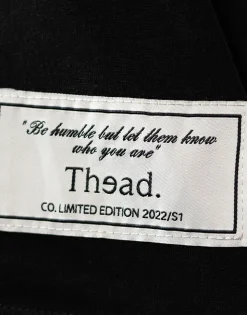 "Be humble but let them know
who you are"
Thead.
CO. LIMITED EDITION 2022/S1